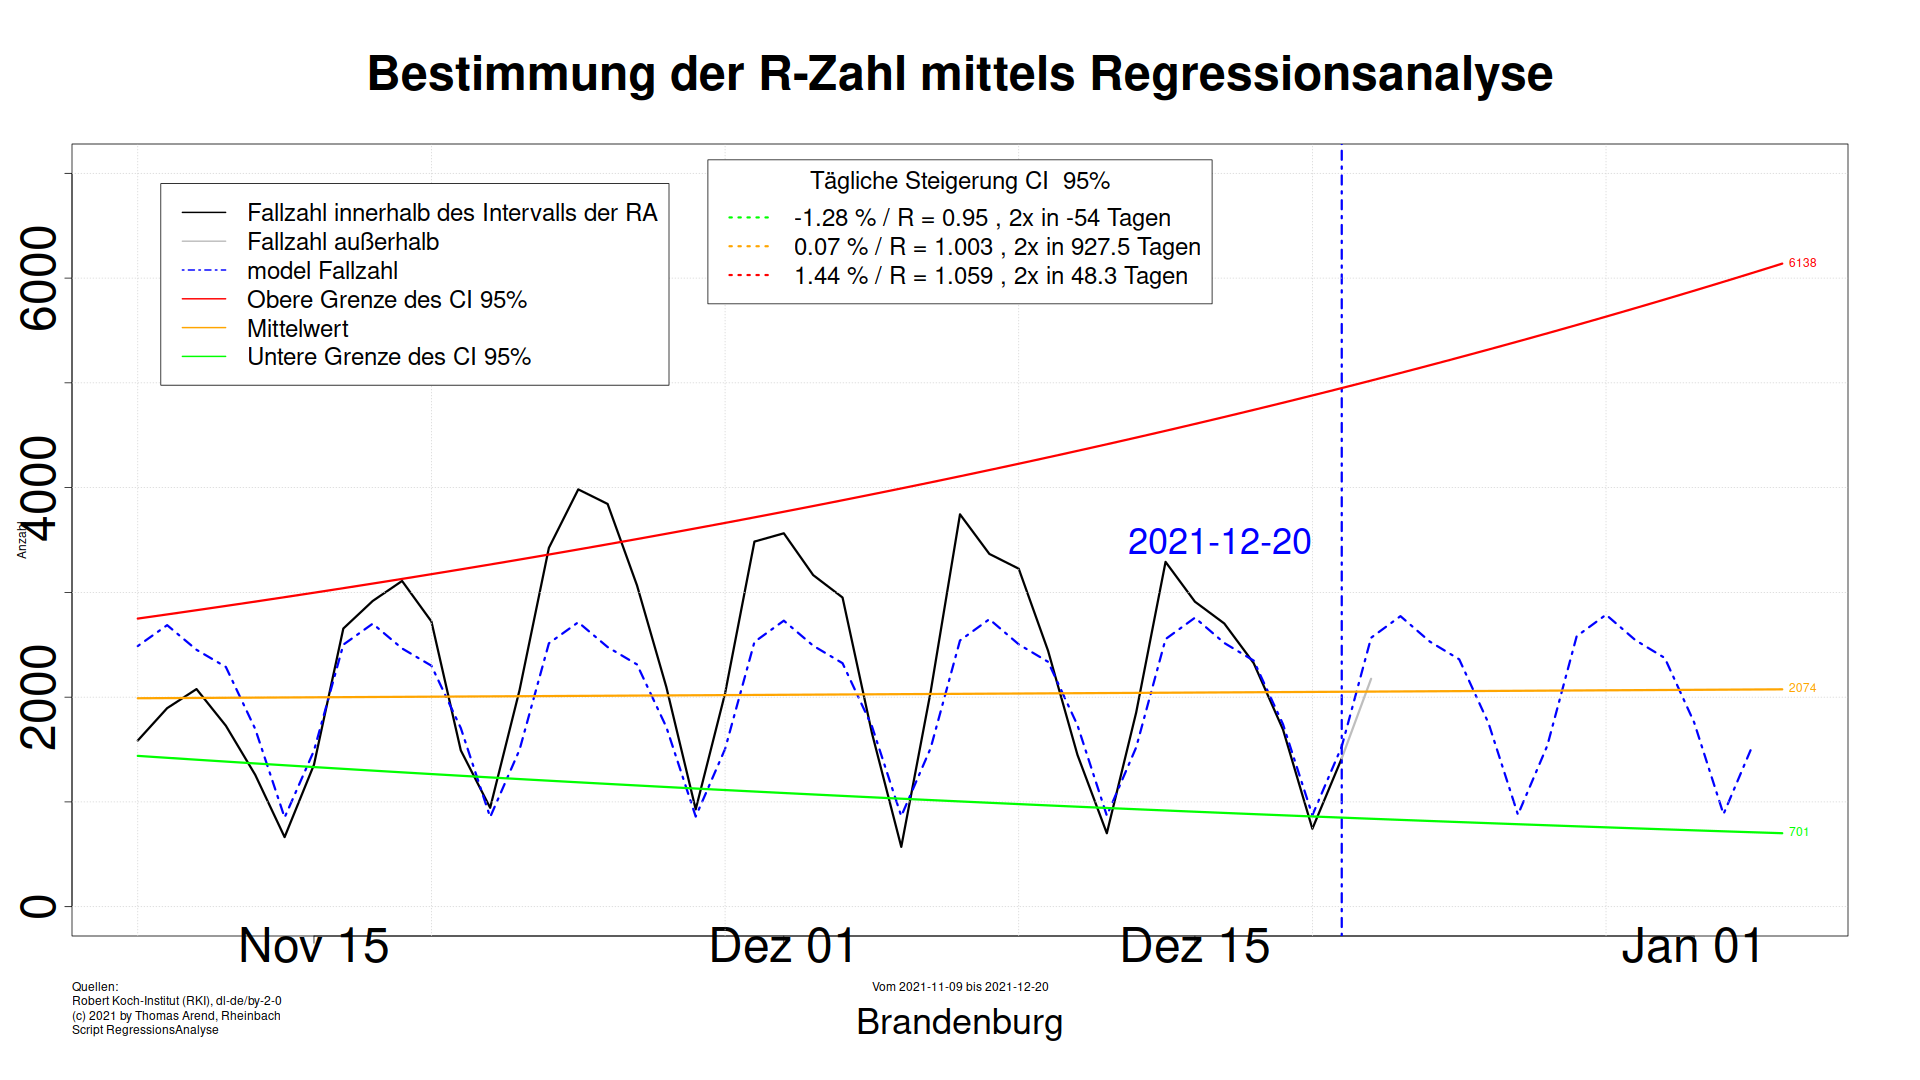 Bestimmung der R-Zahl mittels Regressionsanalyse
Fallzahl innerhalb des Intervalls der RA
Fallzahl außerhalb
model Fallzahl
Obere Grenze des CI 95%
Mittelwert
Untere Grenze des CI 95%
Tägliche Steigerung CI  95%
-1.28 % / R = 0.95 , 2x in -54 Tagen
0.07 % / R = 1.003 , 2x in 927.5 Tagen
1.44 % / R = 1.059 , 2x in 48.3 Tagen
6138
2074
701
2021-12-20
Anzahl
6000
4000
2000
0
Nov 15
Dez 01
Dez 15
Jan 01
Quellen:
Robert Koch-Institut (RKI), dl-de/by-2-0
(c) 2021 by Thomas Arend, Rheinbach
Script RegressionsAnalyse
Vom 2021-11-09 bis 2021-12-20
Brandenburg